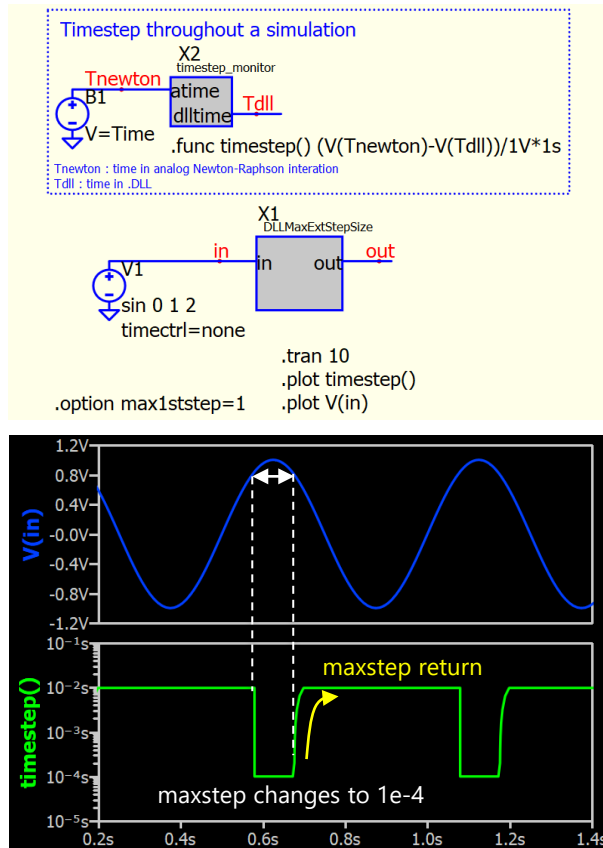 Timestep throughout a simulation
X2
timestep_monitor
Tnewton
atime
B1
Tdll
dlltime
V=Time
.func timestep() (V(Tnewton)-V(Tdll))/1V*1s
Tnewton : time in analog Newton-Raphson interation
Tdll : time in .DLL
X1
DLLMaxExtStepSize
in
out
V1
in
out
sin 0 1 2
timectrl=none
.tran 10
.plot timestep()
.option max1ststep=1
.plot V(in)
1.2V
0.8V
0.4V
-0.0V
-0.4V
-0.8V
-1.2V
V(in)
10⁻¹s
10⁻²s
10⁻³s
10⁻⁴s
10⁻⁵s
timestep()
maxstep return
maxstep changes to 1e-4
0.2s
0.4s
0.6s
0.8s
1.0s
1.2s
1.4s